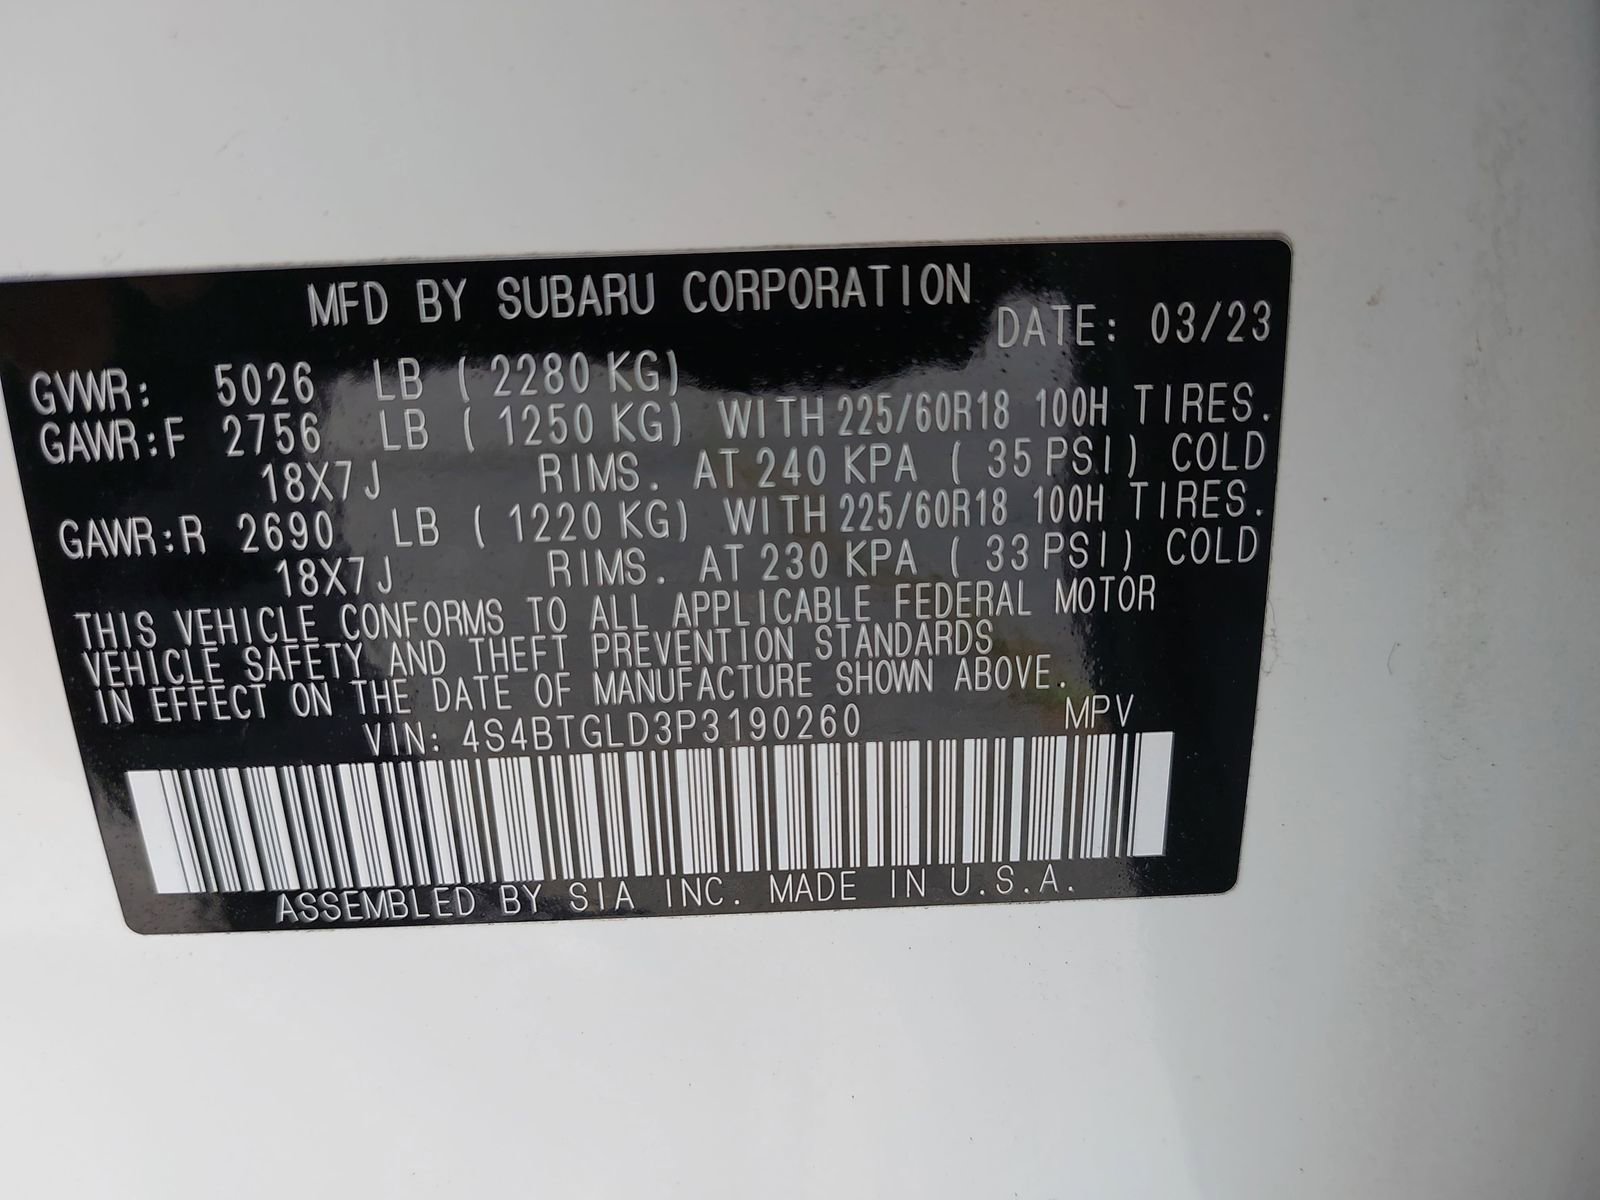 MFD BY SUBARU CORPORATION
DATE: 03/23
GVWR: 5026 LB ( 2280 KG)
GAWR:F 2756 LB ( 1250 KG) WITH 225/60R18 100H TIRES.
18X7J RIMS. AT 240 KPA ( 35 PSI) COLD
GAWR:R 2690 LB ( 1220 KG) WITH 225/60R18 100H TIRES.
18X7J RIMS. AT 230 KPA ( 33 PSI) COLD
THIS VEHICLE CONFORMS TO ALL APPLICABLE FEDERAL MOTOR
VEHICLE SAFETY AND THEFT PREVENTION STANDARDS
IN EFFECT ON THE DATE OF MANUFACTURE SHOWN ABOVE.
VIN: 4S4BTGLD3P3190260 MPV
ASSEMBLED BY SIA INC. MADE IN U.S.A.